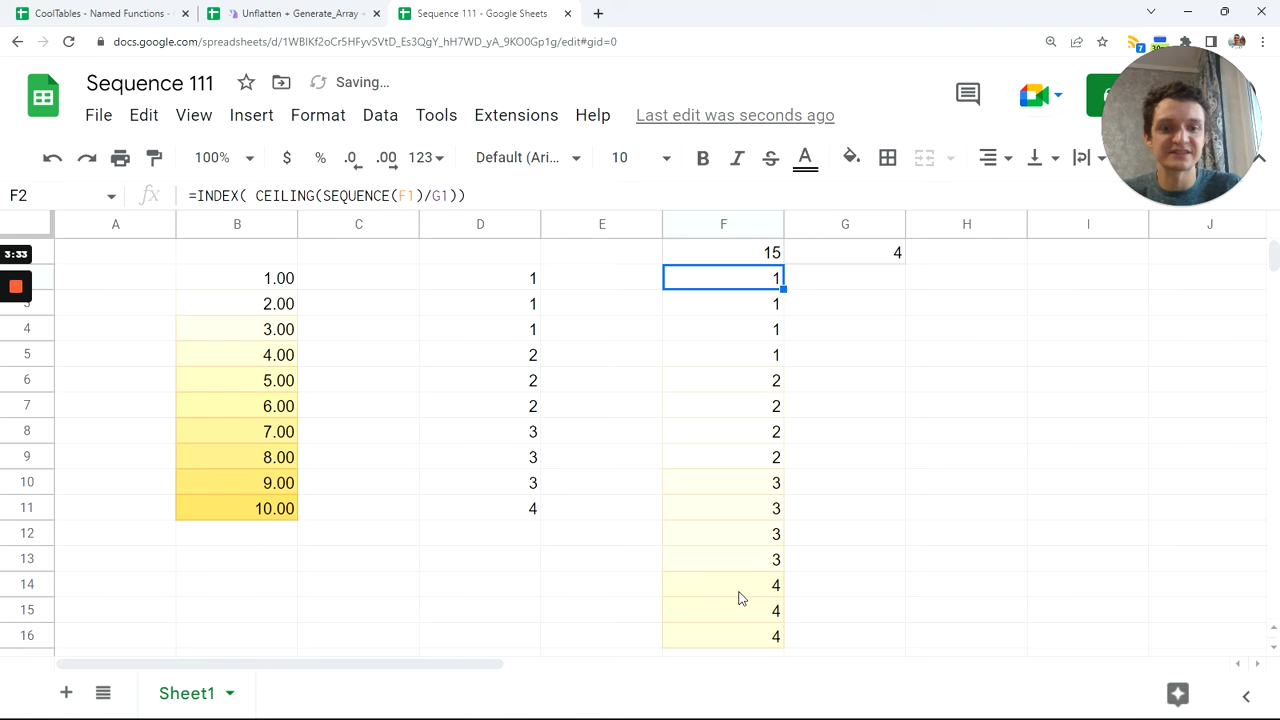 CoolTables - Named Functions -
Unflatten + Generate_Array
Sequence 111 - Google Sheets
docs.google.com/spreadsheets/d/1WBlKf2oCr5HFyvSVtD_Es3QgY_hH7WD_yA_9KO0Gp1g/edit#gid=0
7
30
Sequence 111
Saving…
File Edit View Insert Format Data Tools Extensions Help Last edit was seconds ago
100% $ % .0 .00 123 Default (Ari... 10 B I S A
F2 fx =INDEX( CEILING(SEQUENCE(F1)/G1))
A B C D E F G H I J
3:33 15 4
1.00 1 1
3 2.00 1 1
4 3.00 1 1
5 4.00 2 1
6 5.00 2 2
7 6.00 2 2
8 7.00 3 2
9 8.00 3 2
10 9.00 3 3
11 10.00 4 3
12 3
13 3
14 4
15 4
16 4
Sheet1